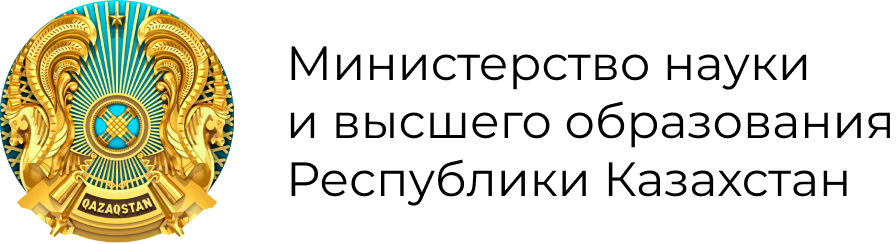 QAZAQSTAN
Министерство науки
и высшего образования
Республики Казахстан